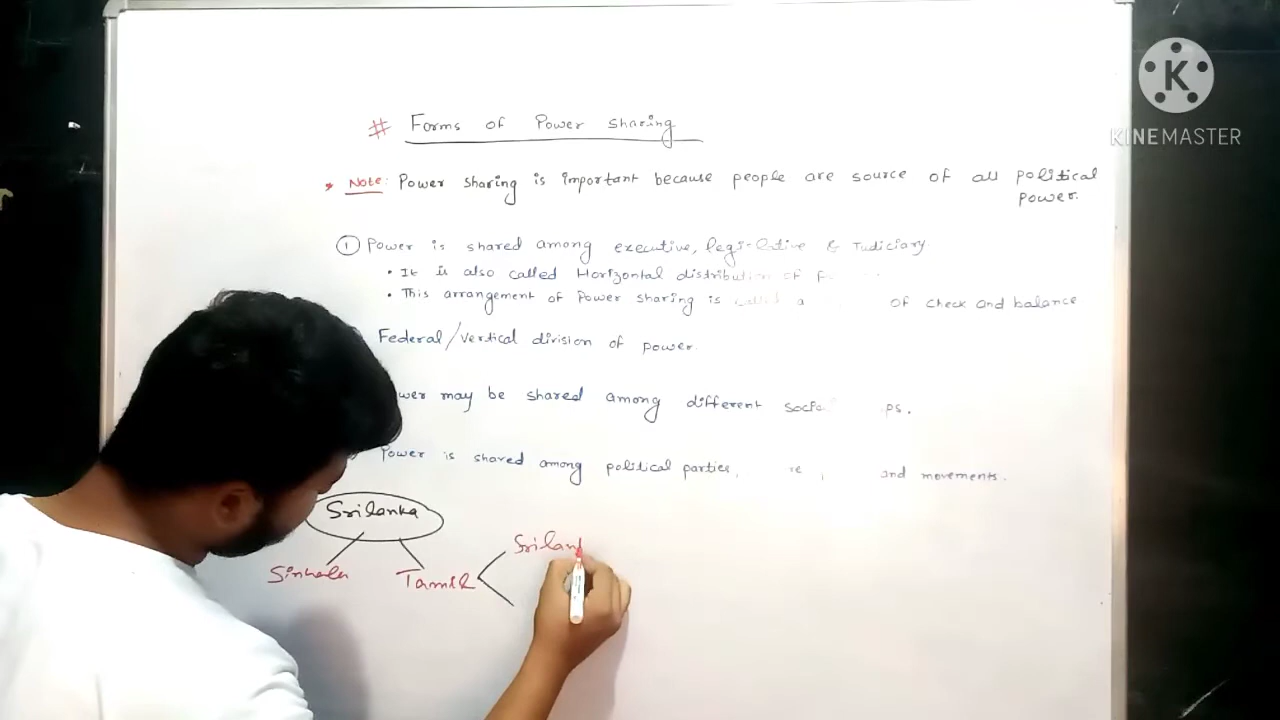 # Forms of Power sharing
* Note: Power sharing is important because people are source of all political
power.
① Power is shared among executive, legislative & Judiciary.
• It is also called Horizontal distribution of
• This arrangement of Power sharing is called a of check and balance
Federal/vertical division of power.
may be shared among different
Power is shared among political parties, and movements.
Srilanka
Sinhala Tamil Srilan
K
KINEMASTER